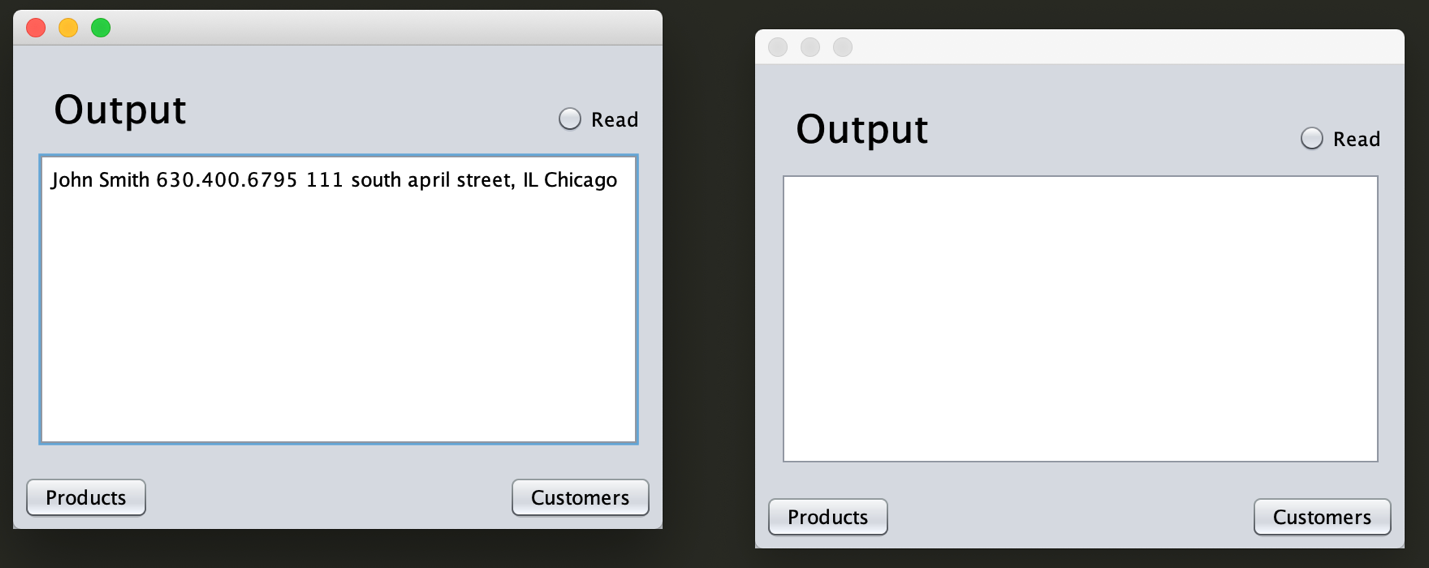 Output
Read
John Smith 630.400.6795 111 south april street, IL Chicago
Products
Customers
Output
Read
Products
Customers